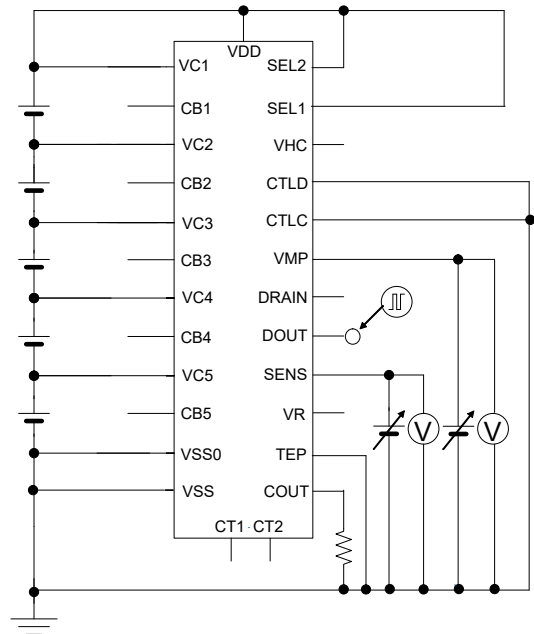 VDD
VC1 SEL2
CB1 SEL1
VC2 VHC
CB2 CTLD
VC3 CTLC
CB3 VMP
VC4 DRAIN
CB4 DOUT
VC5 SENS
CB5 VR
VSS0 TEP
VSS COUT
CT1 CT2
V V